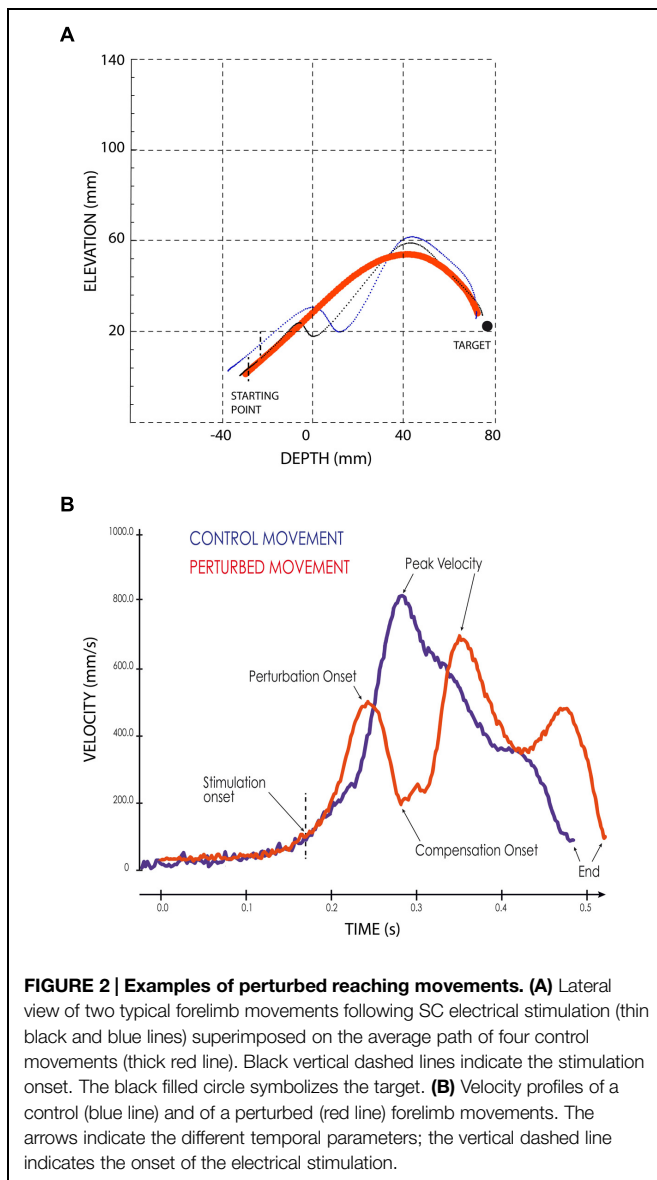 A
140
100
60
20
ELEVATION (mm)
TARGET
STARTING
POINT
-40
0
40
80
DEPTH (mm)
B
1000.0
CONTROL MOVEMENT
PERTURBED MOVEMENT
Peak Velocity
800.0
VELOCITY (mm/s)
600.0
Perturbation Onset
400.0
Stimulation
onset
200.0
Compensation Onset
0
End
0.0
0.1
0.2
0.3
0.4
0.5
TIME (s)
FIGURE 2 | Examples of perturbed reaching movements. (A) Lateral
view of two typical forelimb movements following SC electrical stimulation (thin
black and blue lines) superimposed on the average path of four control
movements (thick red line). Black vertical dashed lines indicate the stimulation
onset. The black filled circle symbolizes the target. (B) Velocity profiles of a
control (blue line) and of a perturbed (red line) forelimb movements. The
arrows indicate the different temporal parameters; the vertical dashed line
indicates the onset of the electrical stimulation.